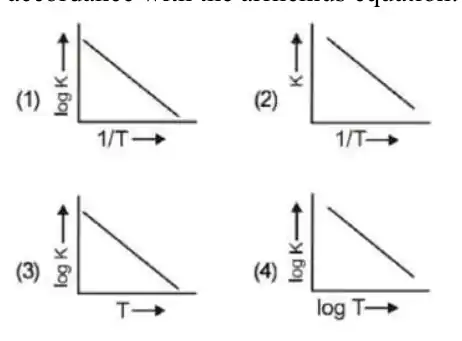 accordance with the arrhenius equation.
(1) log K 1/T
(2) K 1/T
(3) log K T
(4) log K log T